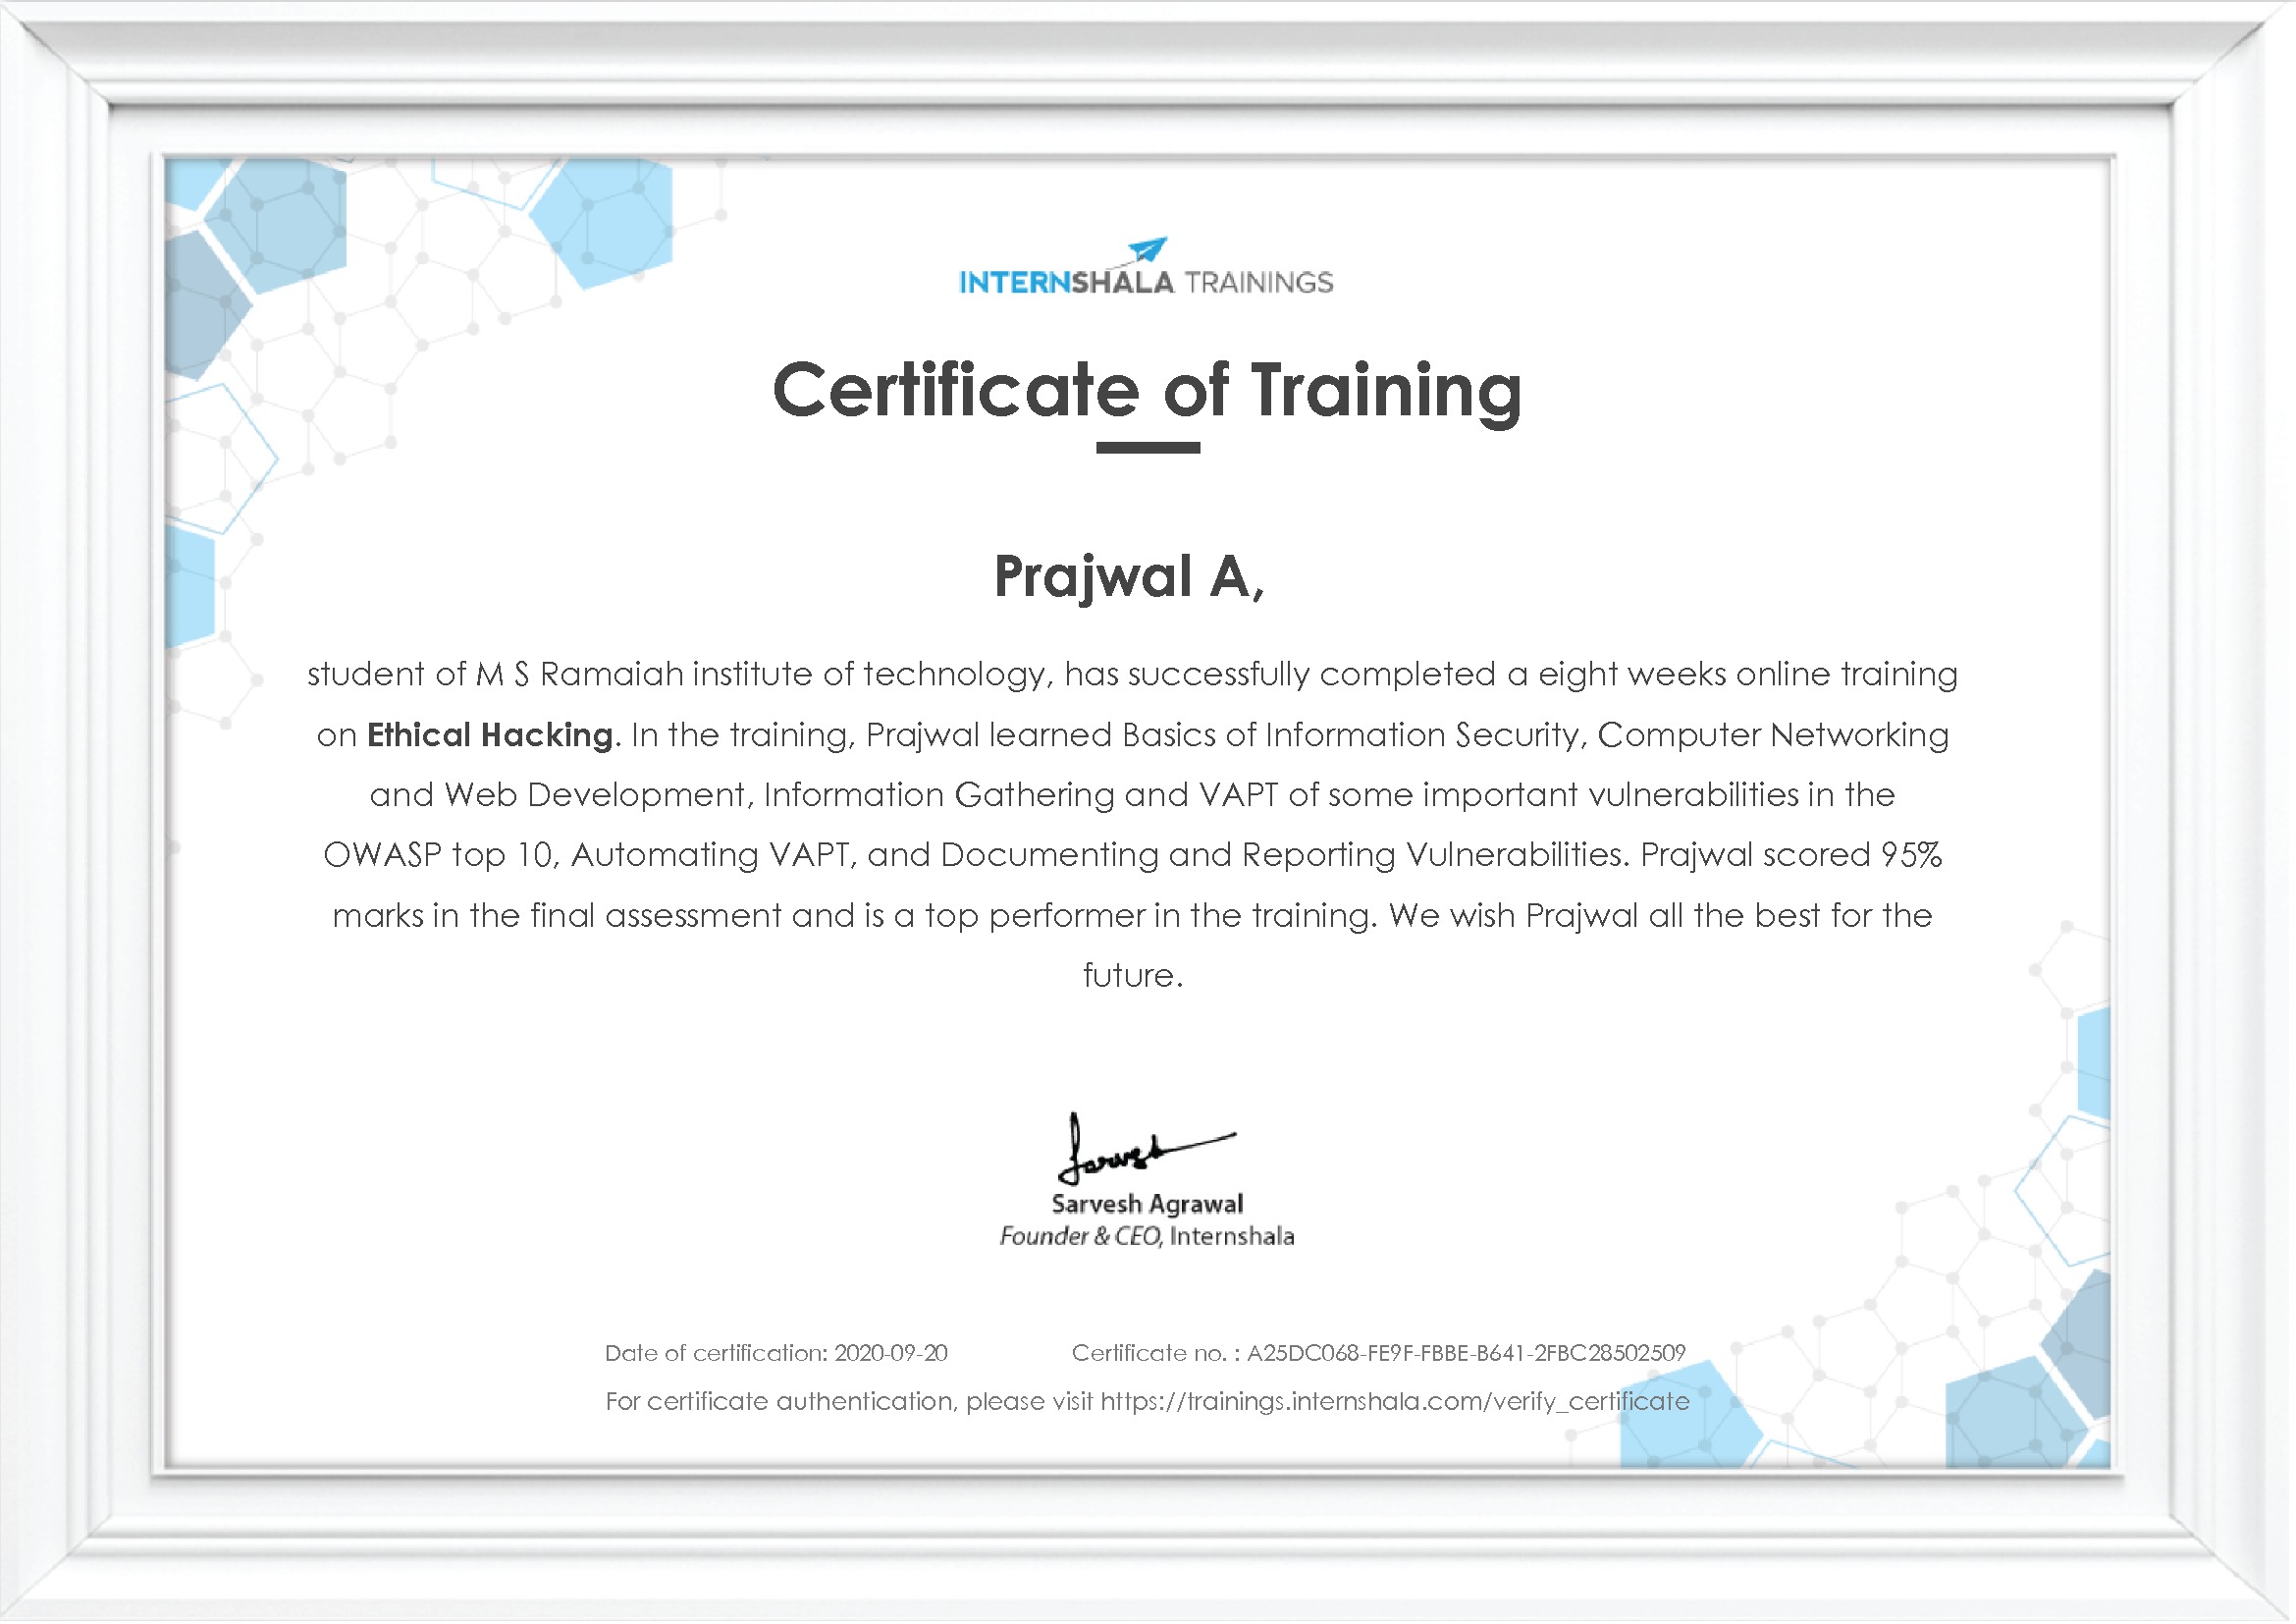 INTERNSHALA TRAININGS
Certificate of Training
Prajwal A,
student of M S Ramaiah institute of technology, has successfully completed a eight weeks online training
on Ethical Hacking. In the training, Prajwal learned Basics of Information Security, Computer Networking
and Web Development, Information Gathering and VAPT of some important vulnerabilities in the
OWASP top 10, Automating VAPT, and Documenting and Reporting Vulnerabilities. Prajwal scored 95%
marks in the final assessment and is a top performer in the training. We wish Prajwal all the best for the
future.
Sarvesh
Sarvesh Agrawal
Founder & CEO, Internshala
Date of certification: 2020-09-20 Certificate no. : A25DC068-FE9F-FBBE-B641-2FBC28502509
For certificate authentication, please visit https://trainings.internshala.com/verify_certificate